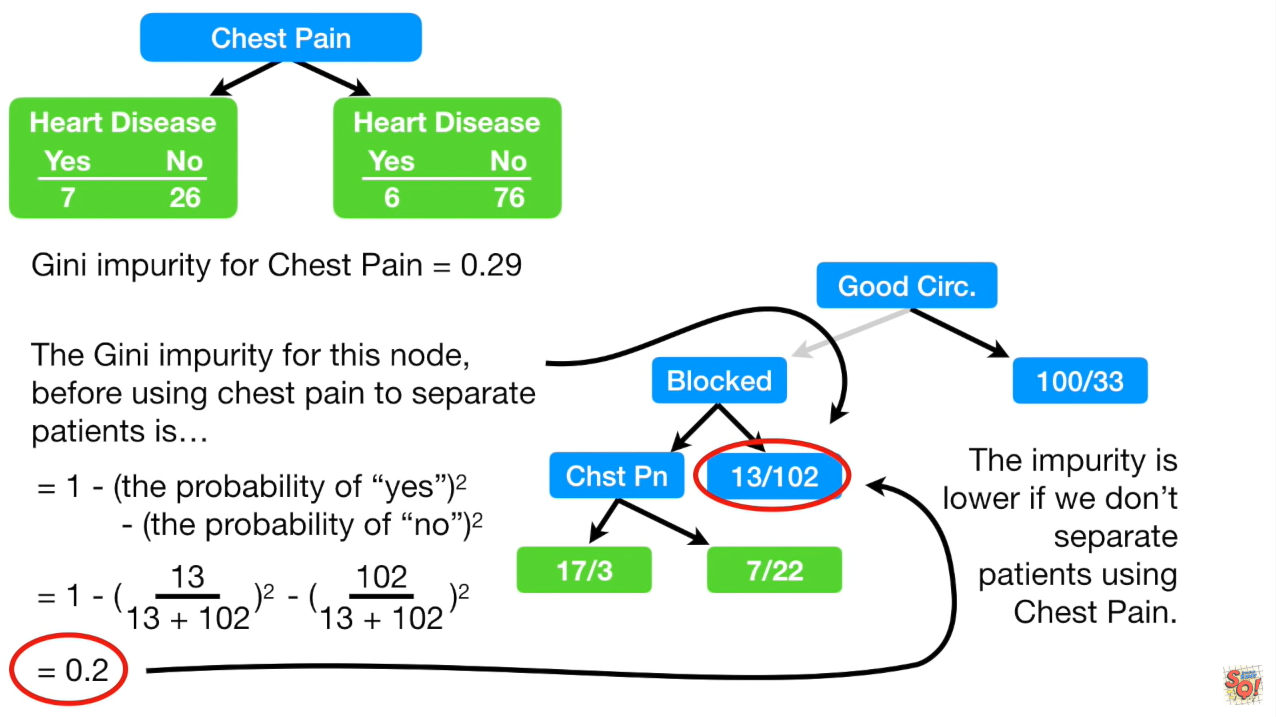 Chest Pain
Heart Disease
Yes No
7 26
Heart Disease
Yes No
6 76
Gini impurity for Chest Pain = 0.29
Good Circ.
The Gini impurity for this node,
before using chest pain to separate
patients is…
Blocked
100/33
Chst Pn
13/102
= 1 - (the probability of “yes”)²
- (the probability of “no”)²
The impurity is
lower if we don’t
separate
patients using
Chest Pain.
17/3
7/22
= 1 - (13/(13 + 102))² - (102/(13 + 102))²
= 0.2
SQ!